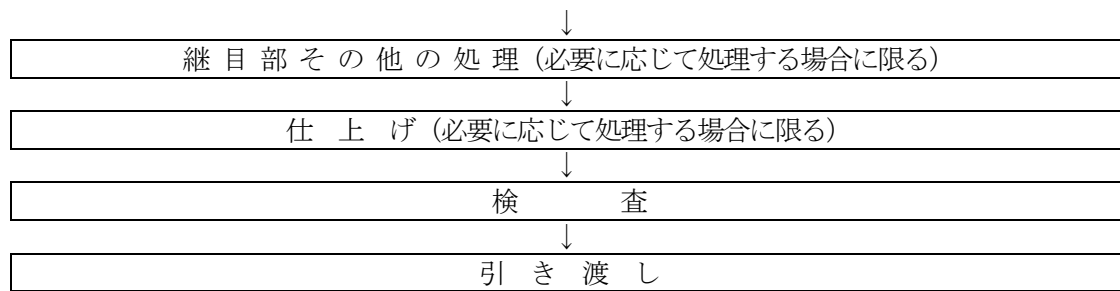 ↓
継目部その他の処理(必要に応じて処理する場合に限る)
↓
仕上げ(必要に応じて処理する場合に限る)
↓
検査
↓
引き渡し